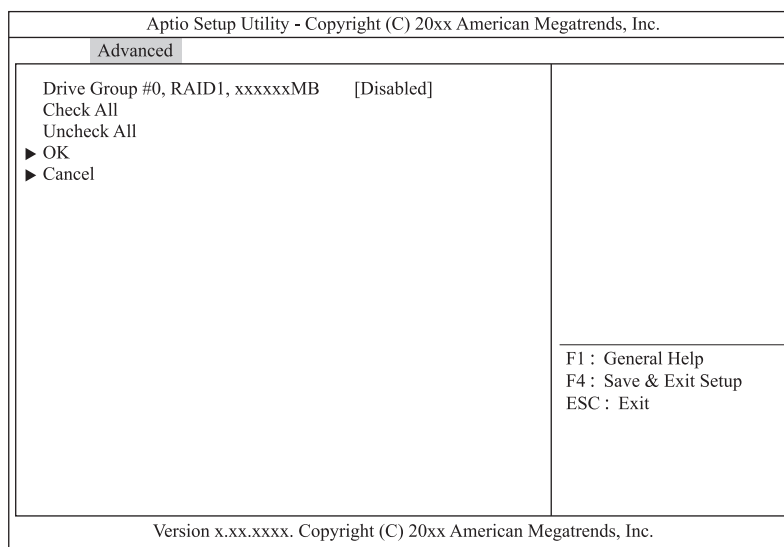 Aptio Setup Utility - Copyright (C) 20xx American Megatrends, Inc.
Advanced
Drive Group #0, RAID1, xxxxxxMB [Disabled]
Check All
Uncheck All
▶ OK
▶ Cancel
F1 : General Help
F4 : Save & Exit Setup
ESC : Exit
Version x.xx.xxxx. Copyright (C) 20xx American Megatrends, Inc.